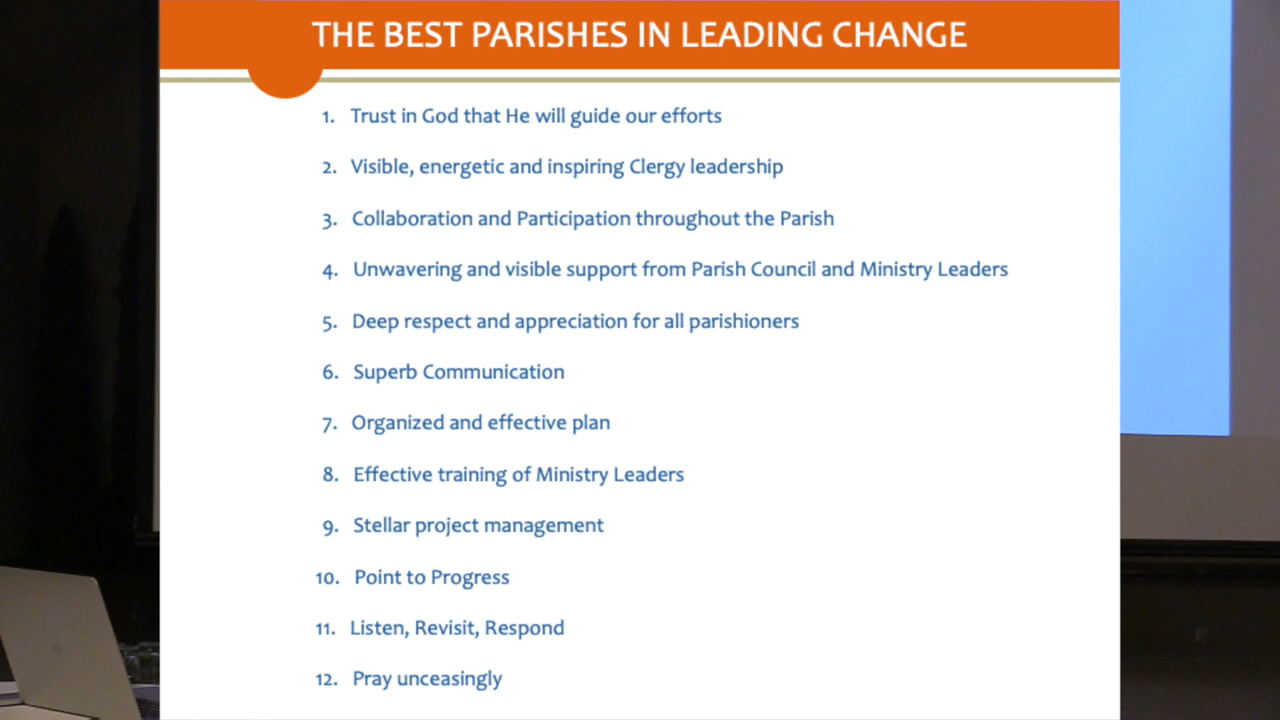 THE BEST PARISHES IN LEADING CHANGE
1. Trust in God that He will guide our efforts
2. Visible, energetic and inspiring Clergy leadership
3. Collaboration and Participation throughout the Parish
4. Unwavering and visible support from Parish Council and Ministry Leaders
5. Deep respect and appreciation for all parishioners
6. Superb Communication
7. Organized and effective plan
8. Effective training of Ministry Leaders
9. Stellar project management
10. Point to Progress
11. Listen, Revisit, Respond
12. Pray unceasingly